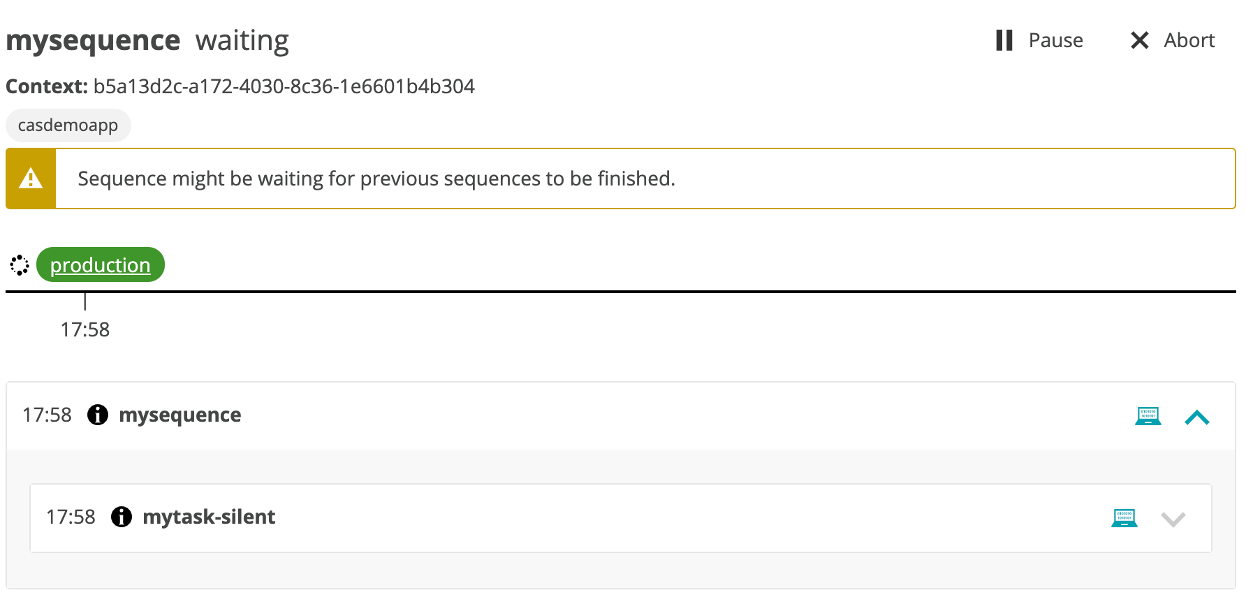 mysequence waiting Pause Abort
Context: b5a13d2c-a172-4030-8c36-1e6601b4b304
casdemoapp
Sequence might be waiting for previous sequences to be finished.
production
17:58
17:58 mysequence
17:58 mytask-silent